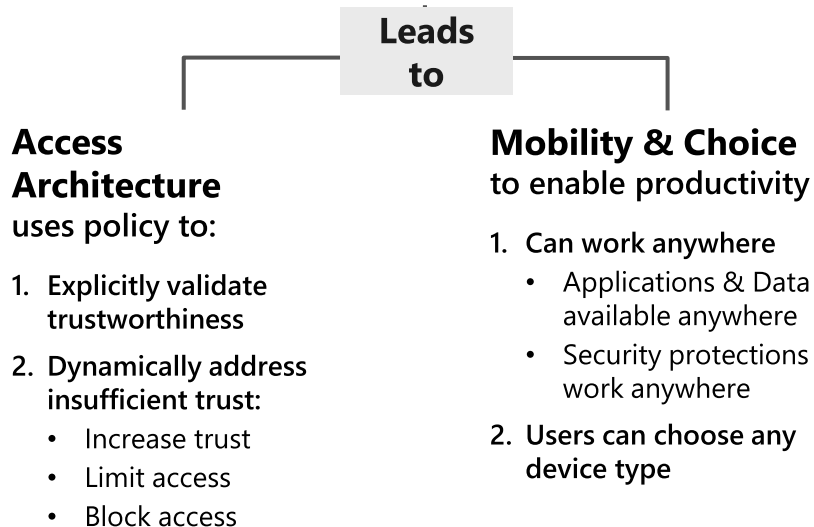 Leads
to
Access
Architecture
uses policy to:
1. Explicitly validate
trustworthiness
2. Dynamically address
insufficient trust:
• Increase trust
• Limit access
• Block access
Mobility & Choice
to enable productivity
1. Can work anywhere
• Applications & Data
available anywhere
• Security protections
work anywhere
2. Users can choose any
device type